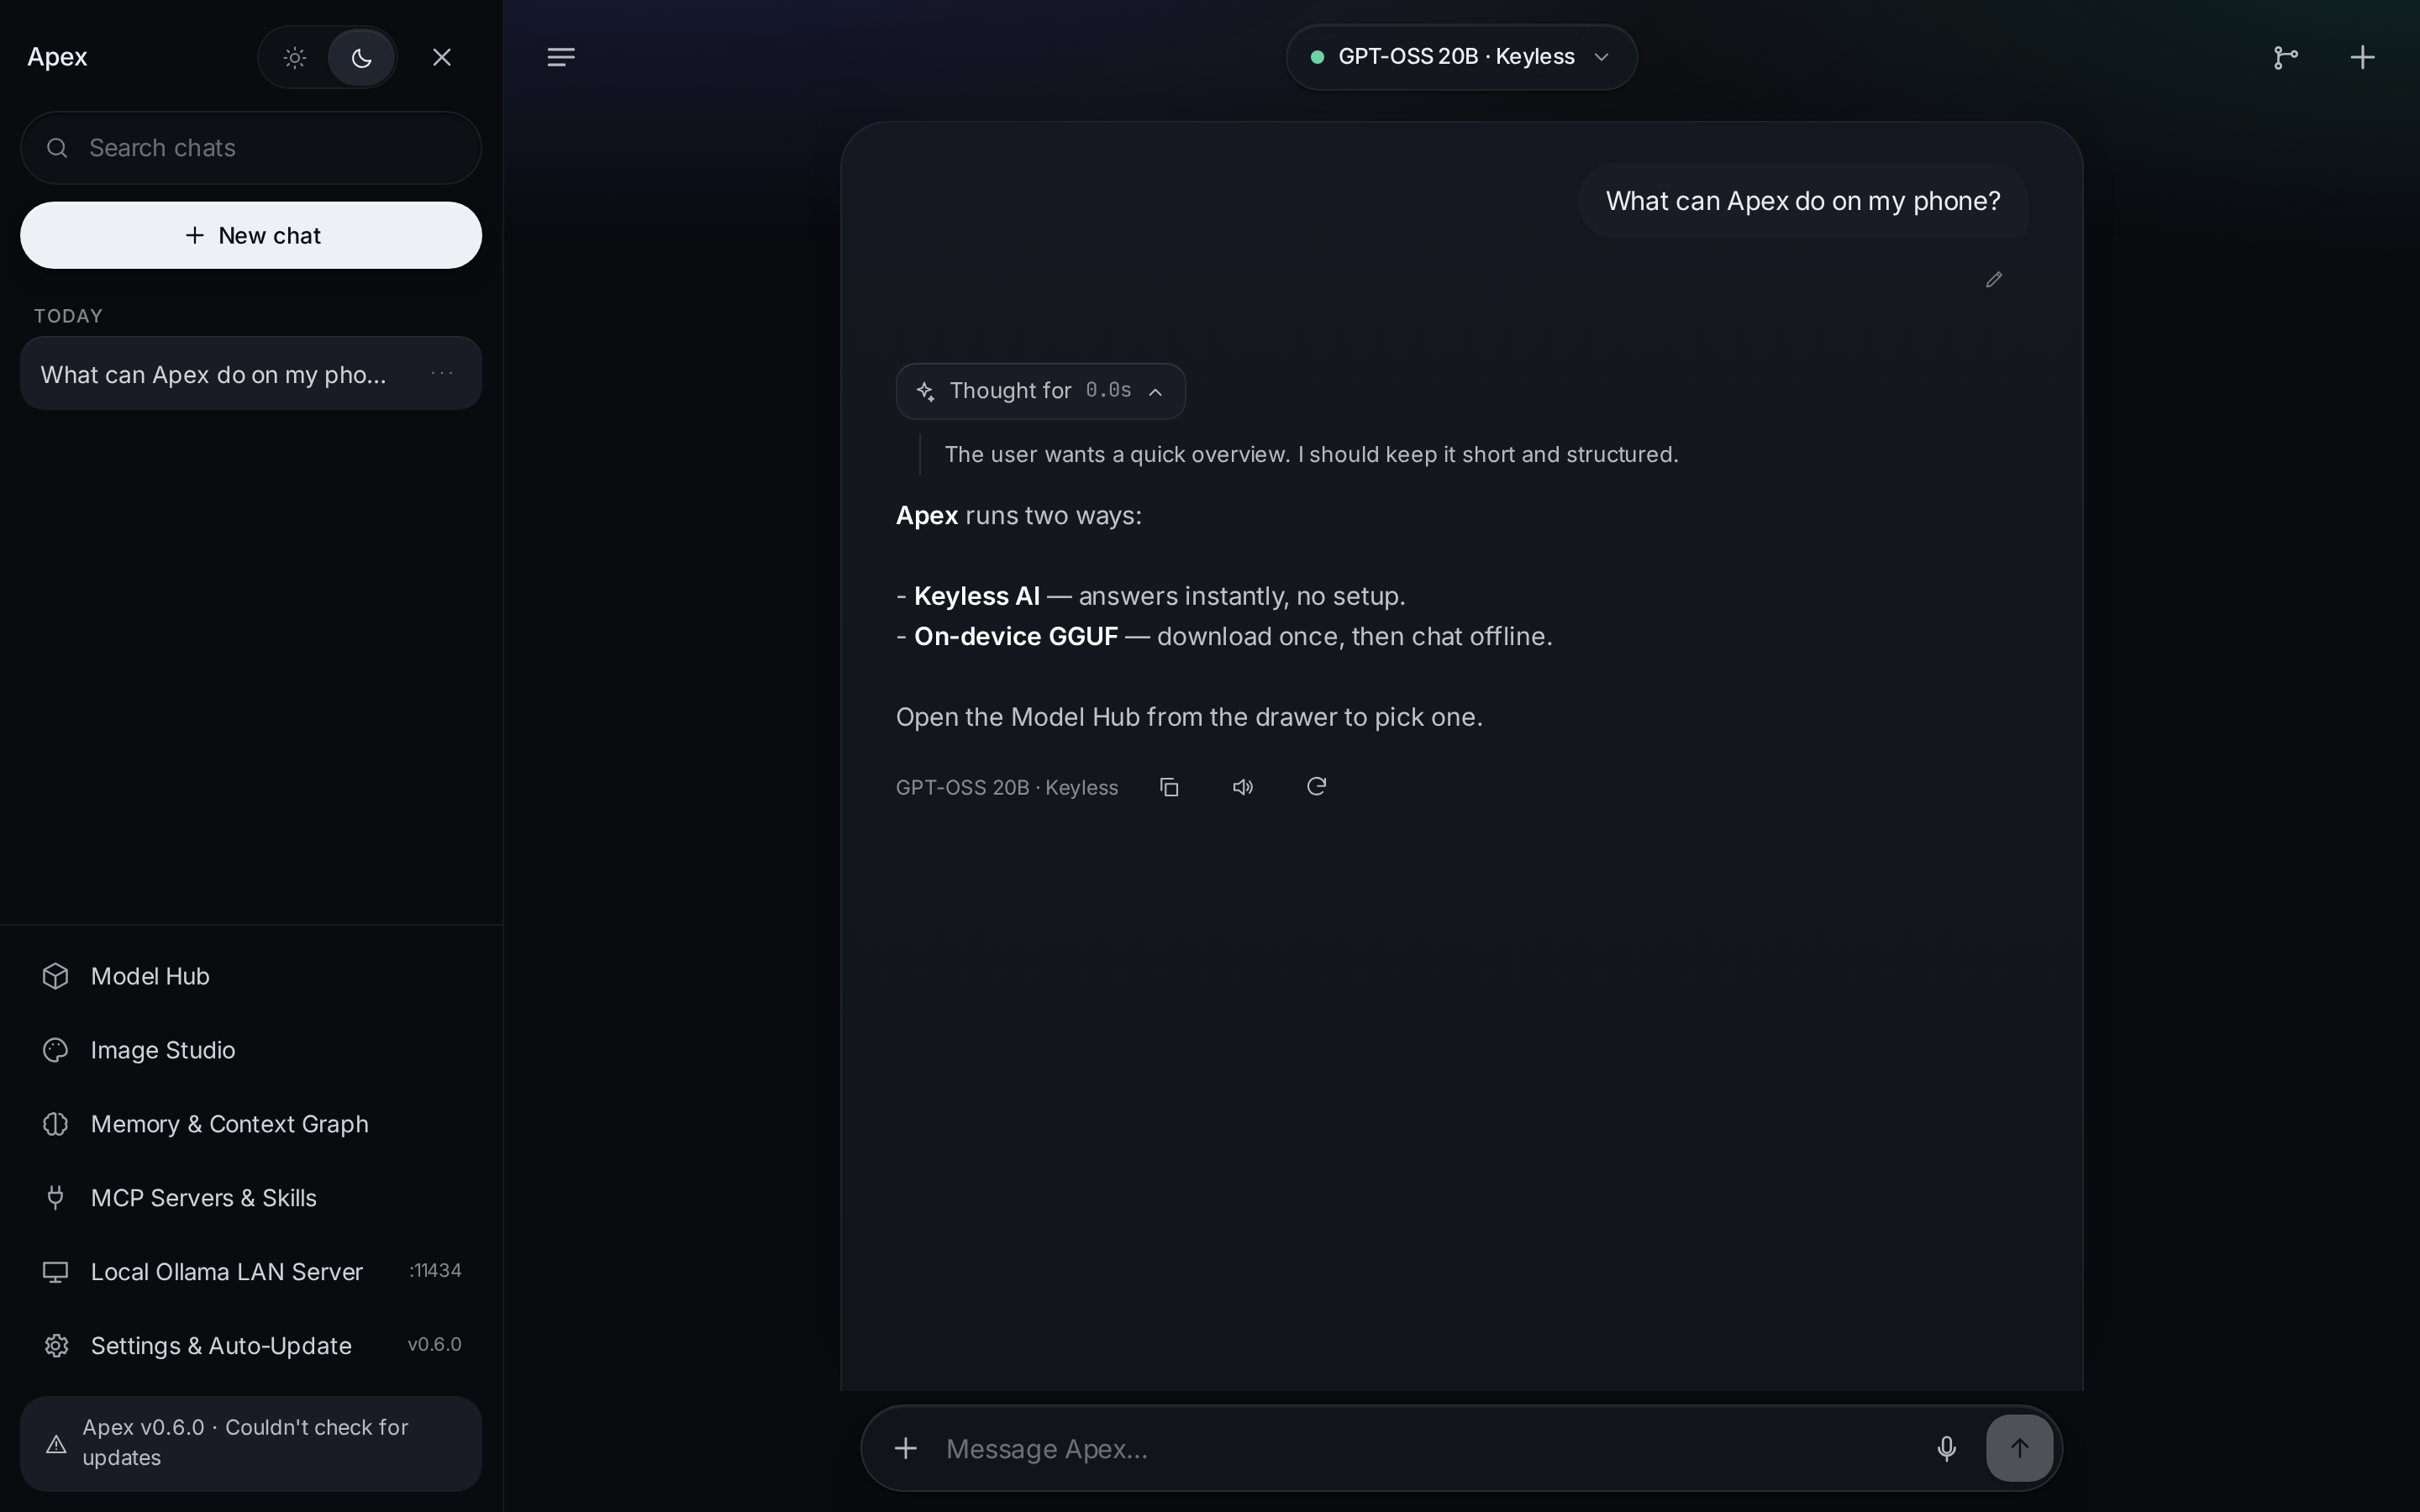 Apex
Search chats
New chat
TODAY
What can Apex do on my pho...
Model Hub
Image Studio
Memory & Context Graph
MCP Servers & Skills
Local Ollama LAN Server :11434
Settings & Auto-Update v0.6.0
Apex v0.6.0 · Couldn't check for
updates
GPT-OSS 20B · Keyless
What can Apex do on my phone?
Thought for 0.0s
The user wants a quick overview. I should keep it short and structured.
Apex runs two ways:
- Keyless AI — answers instantly, no setup.
- On-device GGUF — download once, then chat offline.
Open the Model Hub from the drawer to pick one.
GPT-OSS 20B · Keyless
Message Apex...